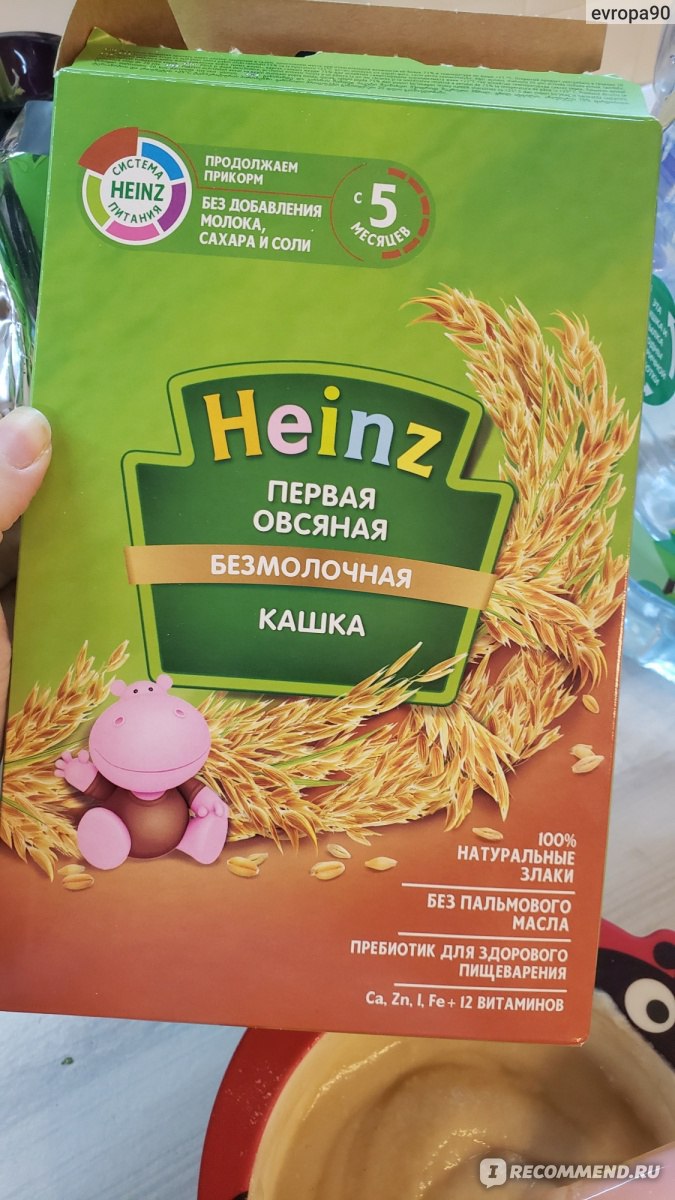 evropa90
СИСТЕМА
HEINZ
ПИТАНИЯ
ПРОДОЛЖАЕМ
ПРИКОРМ
БЕЗ ДОБАВЛЕНИЯ
МОЛОКА,
САХАРА И СОЛИ
С 5
МЕСЯЦЕВ
Heinz
ПЕРВАЯ
ОВСЯНАЯ
БЕЗМОЛОЧНАЯ
КАШКА
100%
НАТУРАЛЬНЫЕ
ЗЛАКИ
БЕЗ ПАЛЬМОВОГО
МАСЛА
ПРЕБИОТИК ДЛЯ ЗДОРОВОГО
ПИЩЕВАРЕНИЯ
Ca, Zn, I, Fe + 12 ВИТАМИНОВ
IRECOMMEND.RU